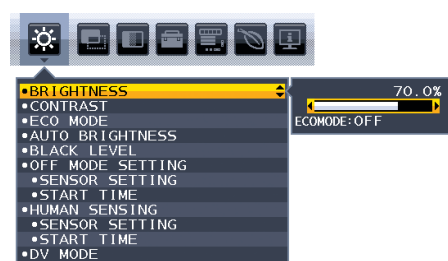 •BRIGHTNESS
70.0%
ECOMODE:OFF
•CONTRAST
•ECO MODE
•AUTO BRIGHTNESS
•BLACK LEVEL
•OFF MODE SETTING
•SENSOR SETTING
•START TIME
•HUMAN SENSING
•SENSOR SETTING
•START TIME
•DV MODE